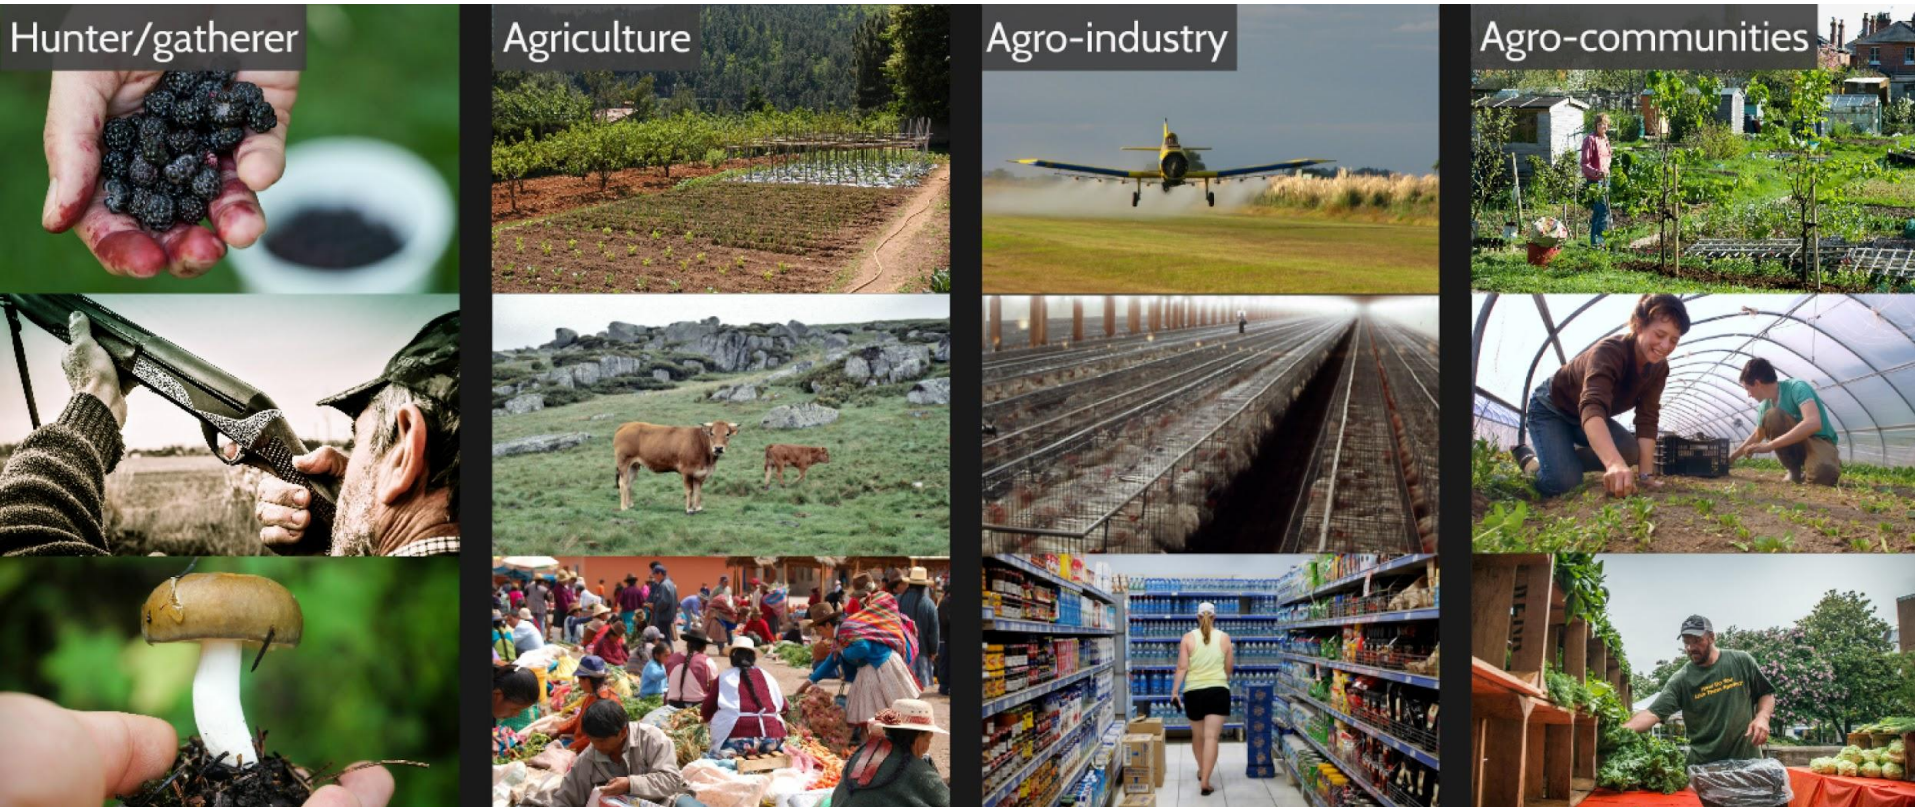 Hunter/gatherer
Agriculture
Agro-industry
Agro-communities